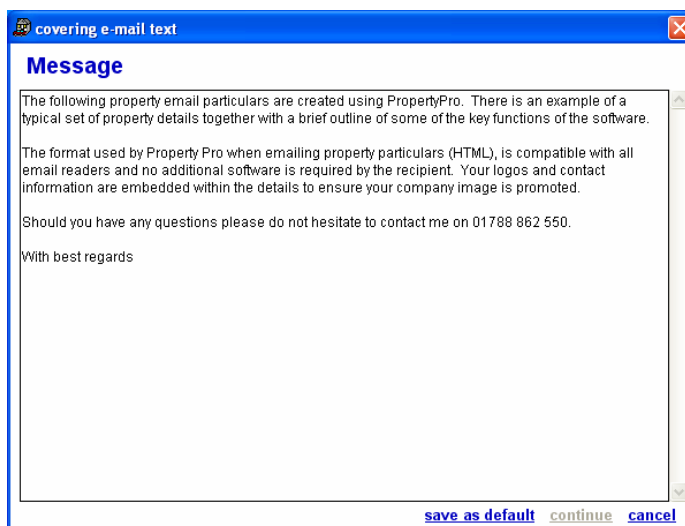 covering e-mail text
Message
The following property email particulars are created using PropertyPro. There is an example of a
typical set of property details together with a brief outline of some of the key functions of the software.
The format used by Property Pro when emailing property particulars (HTML), is compatible with all
email readers and no additional software is required by the recipient. Your logos and contact
information are embedded within the details to ensure your company image is promoted.
Should you have any questions please do not hesitate to contact me on 01788 862 550.
With best regards
save as default continue cancel